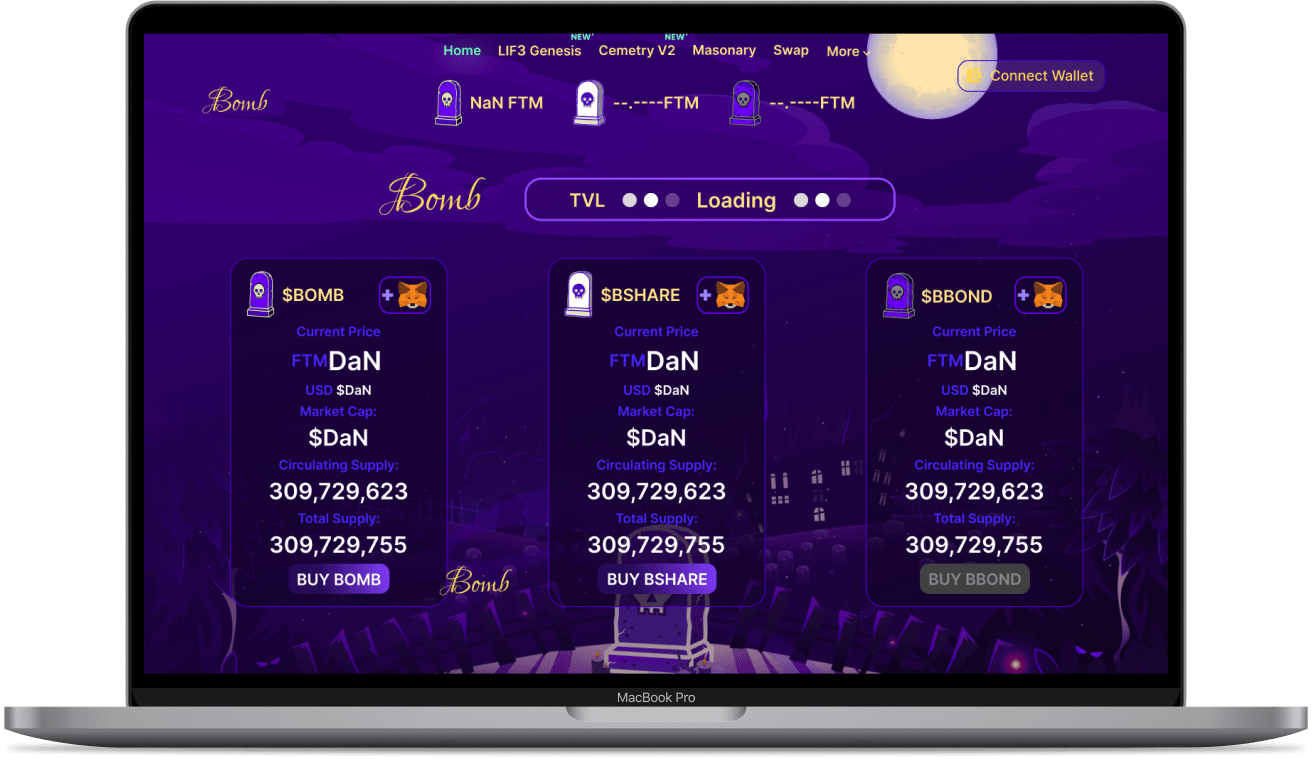 NEW' NEW'
Home LIF3 Genesis Cemetry V2 Masonary Swap More
Connect Wallet
Bomb
NaN FTM --.----FTM --.----FTM
Bomb
TVL Loading
$BOMB
Current Price
FTMDaN
USD $DaN
Market Cap:
$DaN
Circulating Supply:
309,729,623
Total Supply:
309,729,755
BUY BOMB
$BSHARE
Current Price
FTMDaN
USD $DaN
Market Cap:
$DaN
Circulating Supply:
309,729,623
Total Supply:
309,729,755
BUY BSHARE
$BBOND
Current Price
FTMDaN
USD $DaN
Market Cap:
$DaN
Circulating Supply:
309,729,623
Total Supply:
309,729,755
BUY BBOND
Bomb
MacBook Pro